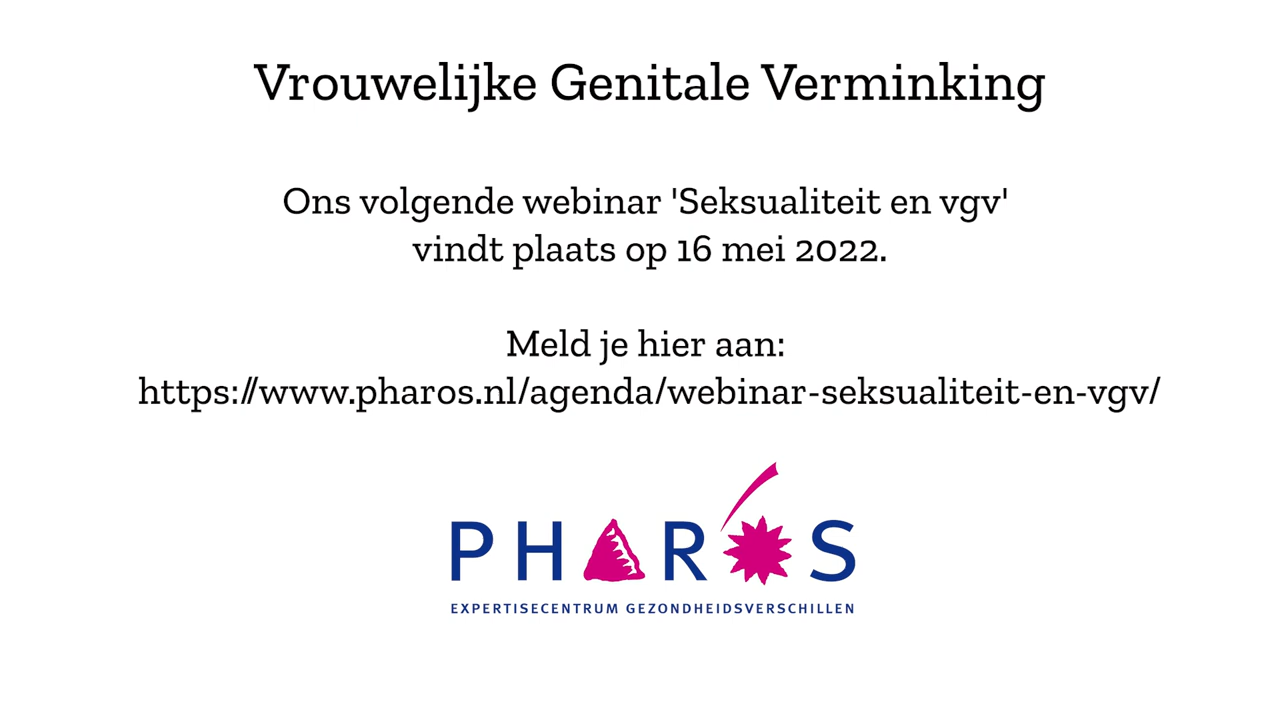 Vrouwelijke Genitale Verminking
Ons volgende webinar 'Seksualiteit en vgv'
vindt plaats op 16 mei 2022.
Meld je hier aan:
https://www.pharos.nl/agenda/webinar-seksualiteit-en-vgv/
PHAROS
EXPERTISECENTRUM GEZONDHEIDSVERSCHILLEN